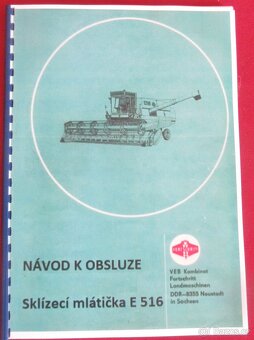 NÁVOD K OBSLUZE
Sklízecí mlátička E 516
VEB Kombinat
Fortschritt
Landmaschinen
DDR-8355 Neustadt
in Sachsen